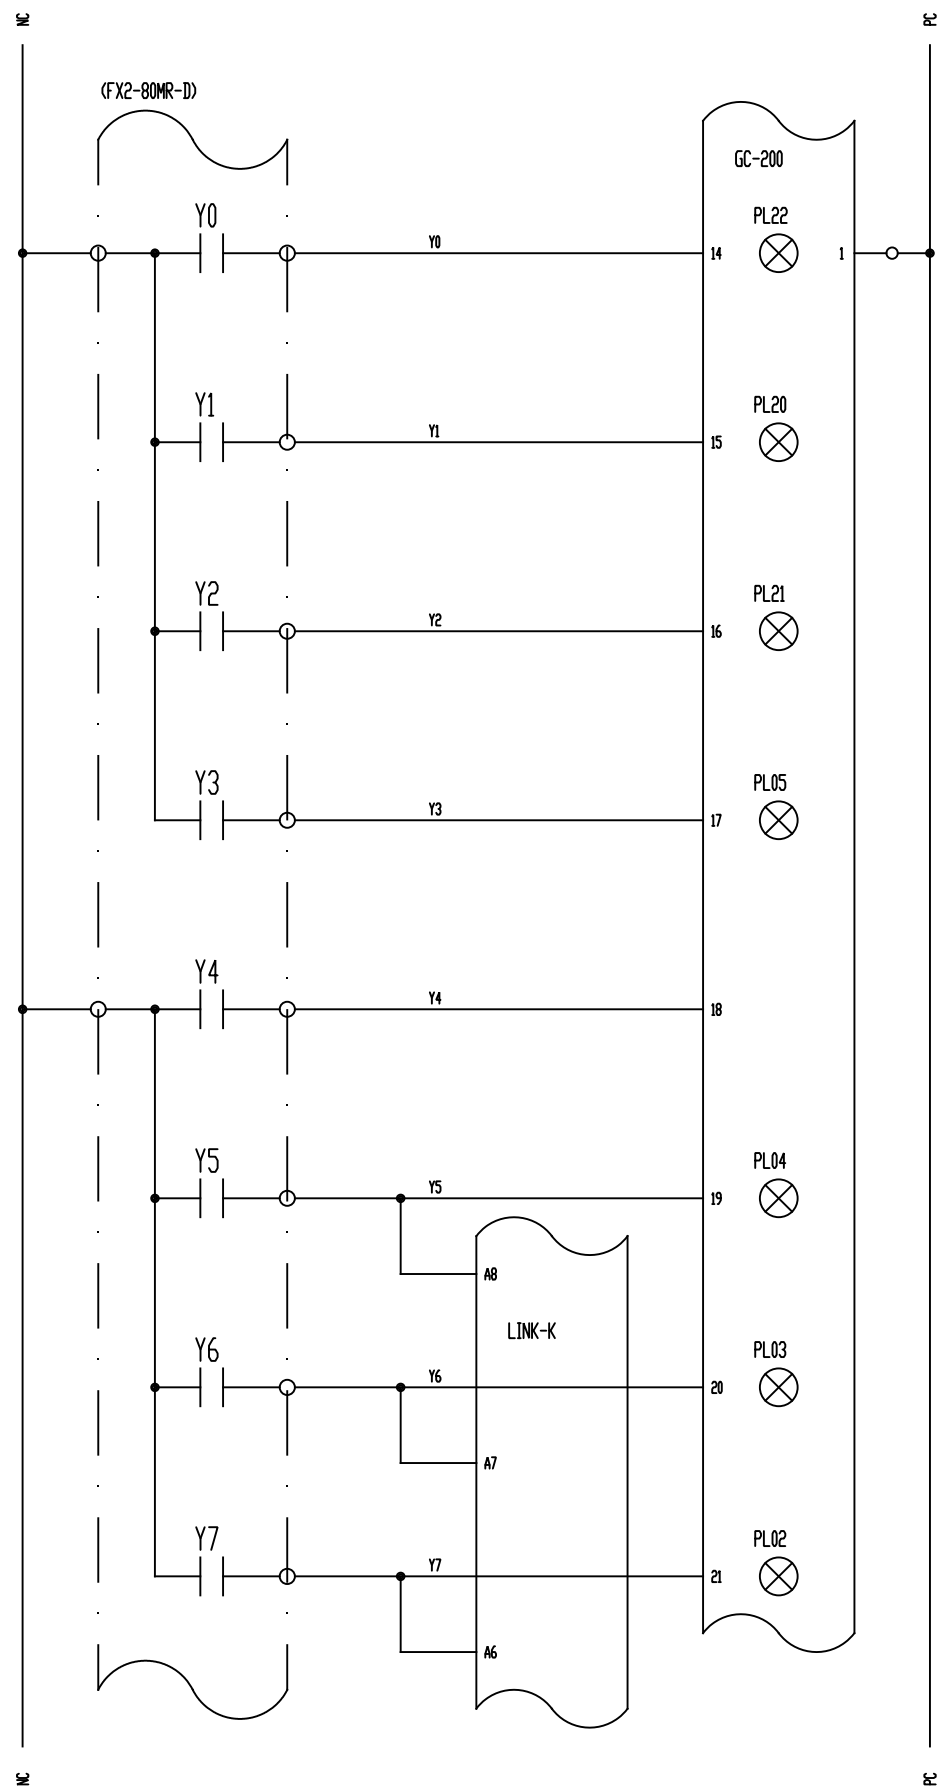 NC PC
(FX2-80MR-D)
GC-200
Y0 PL22
Y0
14 1
Y1 PL20
Y1
15
Y2 PL21
Y2
16
Y3 PL05
Y3
17
Y4
Y4
18
Y5 PL04
Y5
19
A8
LINK-K
Y6 PL03
Y6
20
A7
Y7 PL02
Y7
21
A6
NC PC